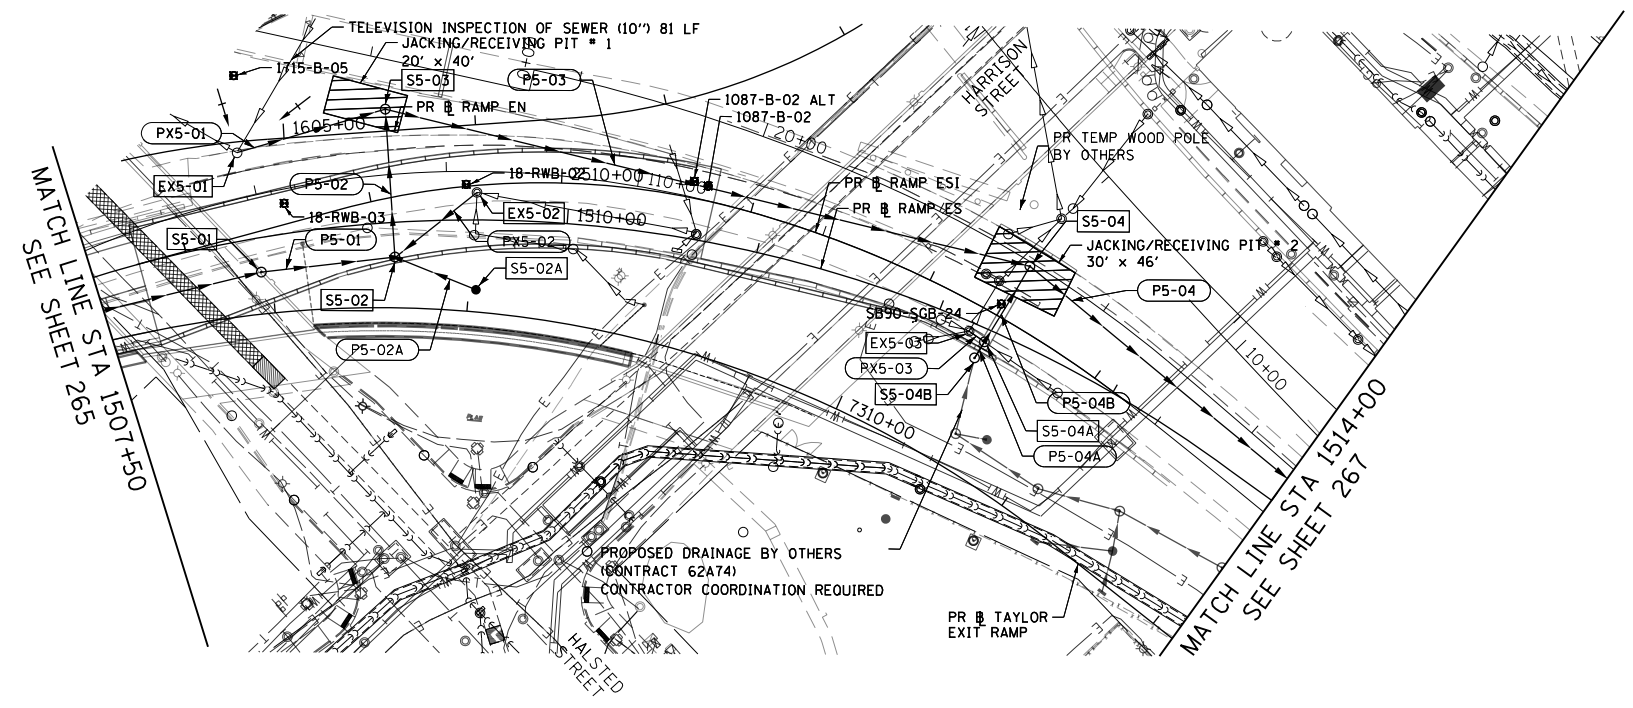 TELEVISION INSPECTION OF SEWER (10") 81 LF
JACKING/RECEIVING PIT # 1
20' x 40'
1715-B-05
S5-03
P5-03
PR BL RAMP EN
1087-B-02 ALT
1087-B-02
PX5-01
1605+00
20+00
HARRISON
STREET
PR TEMP WOOD POLE
BY OTHERS
EX5-01
P5-02
18-RWB-02
2510+00
110+00
PR BL RAMP ESI
PR BL RAMP ES
18-RWB-03
EX5-02
1510+00
S5-04
S5-01
P5-01
PX5-02
JACKING/RECEIVING PIT # 2
30' x 46'
S5-02A
S5-02
P5-04
SB90-SGB-24
EX5-03
P5-02A
PX5-03
10+00
S5-04B
P5-04B
7310+00
S5-04A
P5-04A
MATCH LINE STA 1507+50
SEE SHEET 265
MATCH LINE STA 1514+00
SEE SHEET 267
PROPOSED DRAINAGE BY OTHERS
(CONTRACT 62A74)
CONTRACTOR COORDINATION REQUIRED
PR BL TAYLOR
EXIT RAMP
HALSTED
STREET